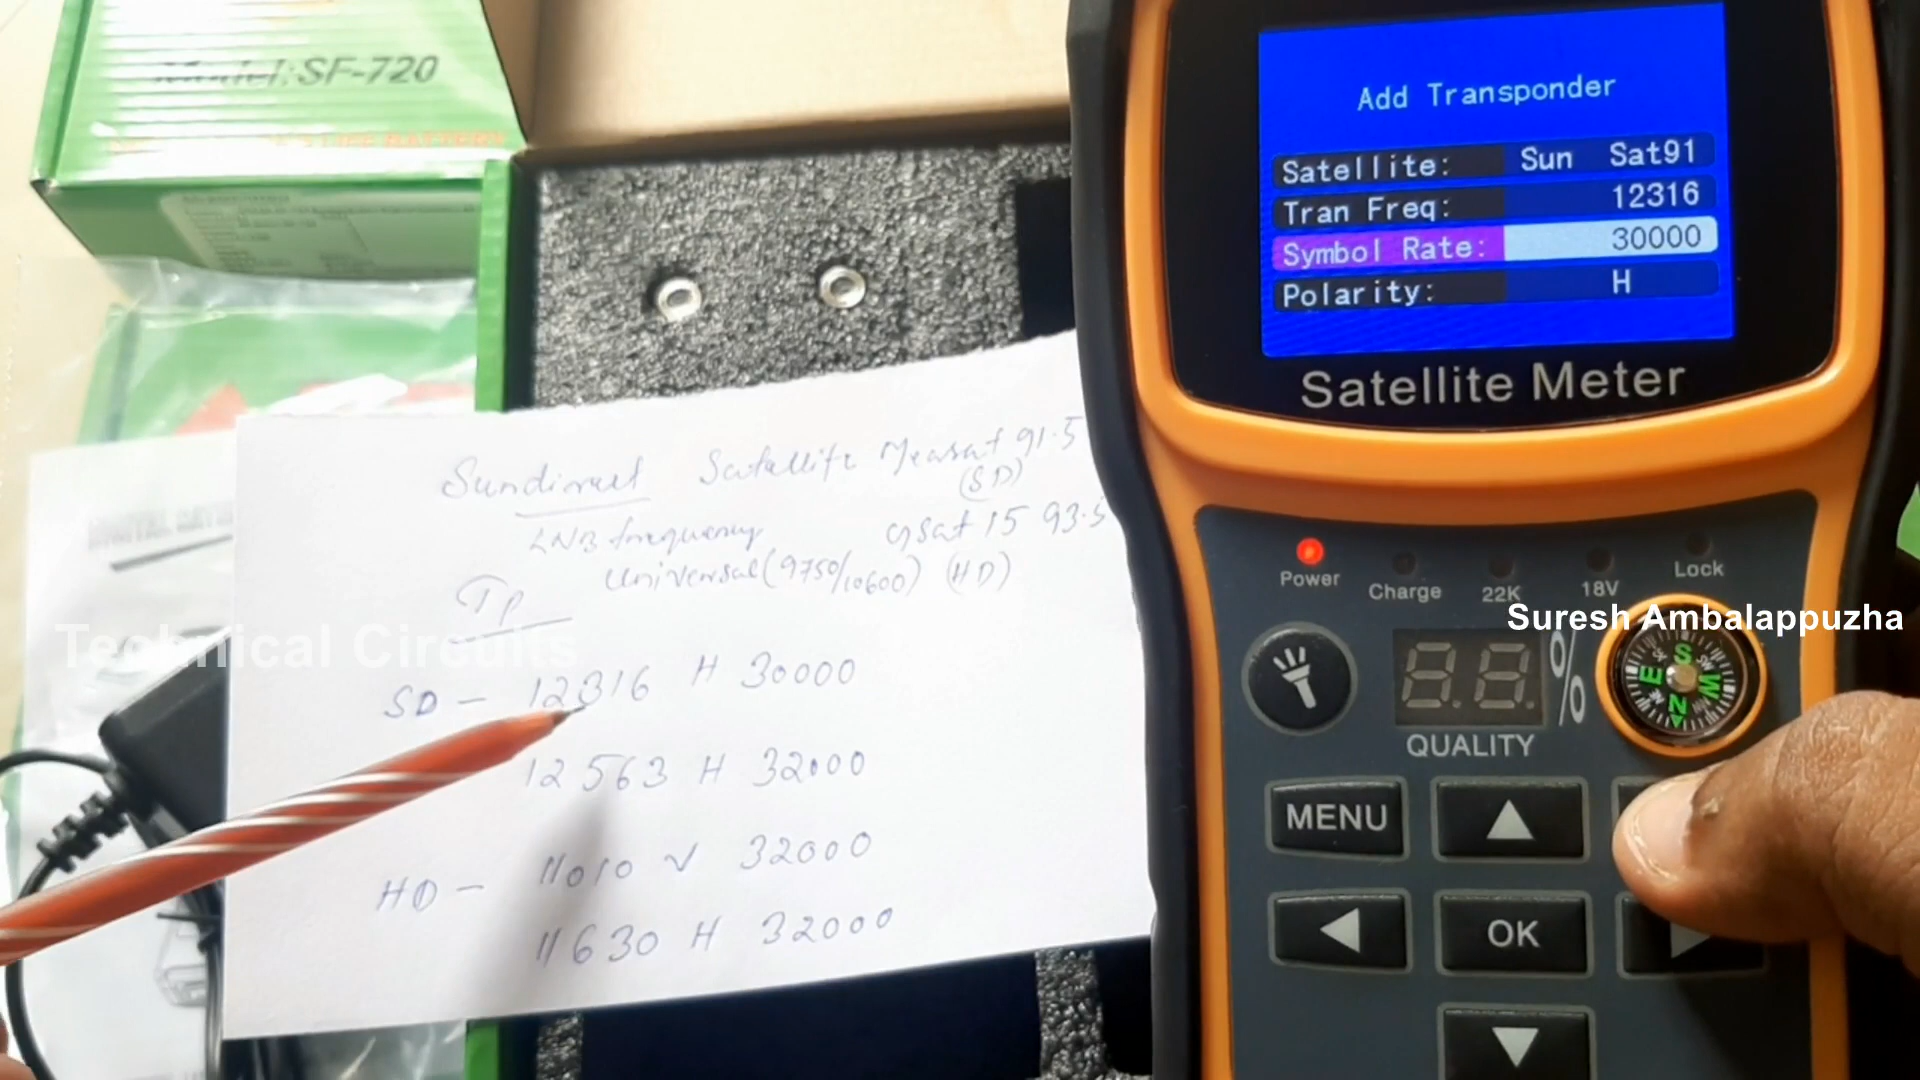 Model: SF-720
Add Transponder
Satellite: Sun Sat91
Tran Freq: 12316
Symbol Rate: 30000
Polarity: H
Satellite Meter
Sundirect Satellite Measat 91.5
(SD)
LNB frequency Gsat 15 93.5
Universal (9750/10600) (HD)
Tp
SD - 12316 H 30000
12563 H 32000
HD - 11010 V 32000
11630 H 32000
Technical Circuits
Power Charge 22K 18V Lock
Suresh Ambalappuzha
S
E W
N
%
QUALITY
MENU
OK